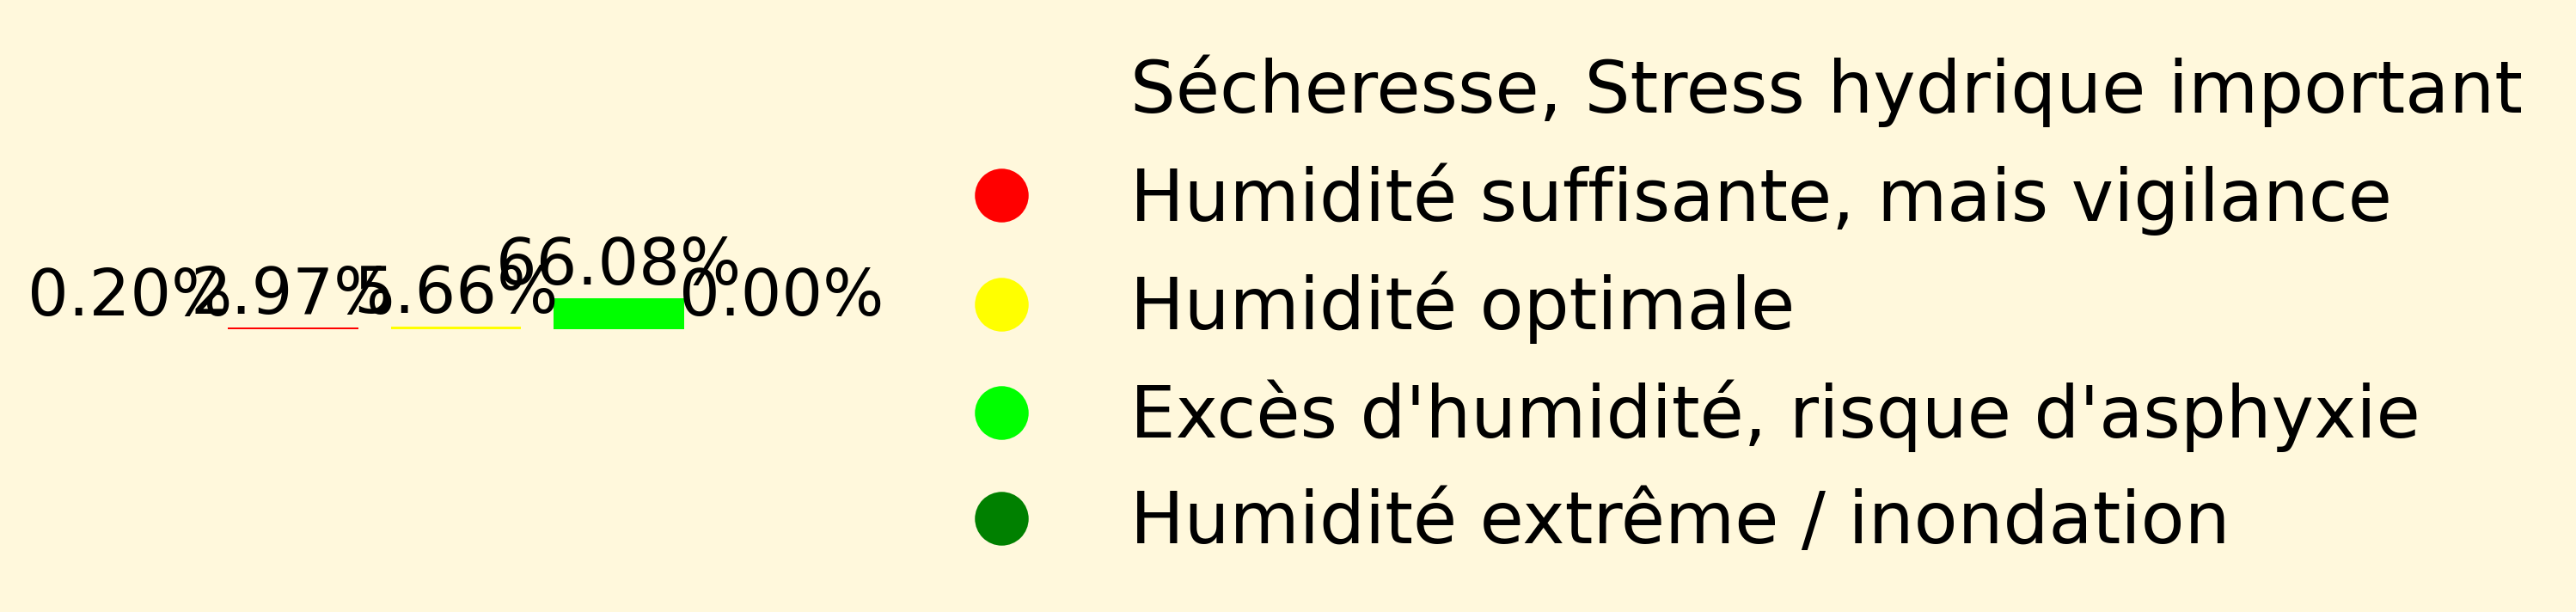 Sécheresse, Stress hydrique important
Humidité suffisante, mais vigilance
Humidité optimale
Excès d'humidité, risque d'asphyxie
Humidité extrême / inondation
0.20% 2.97% 5.66% 66.08% 0.00%